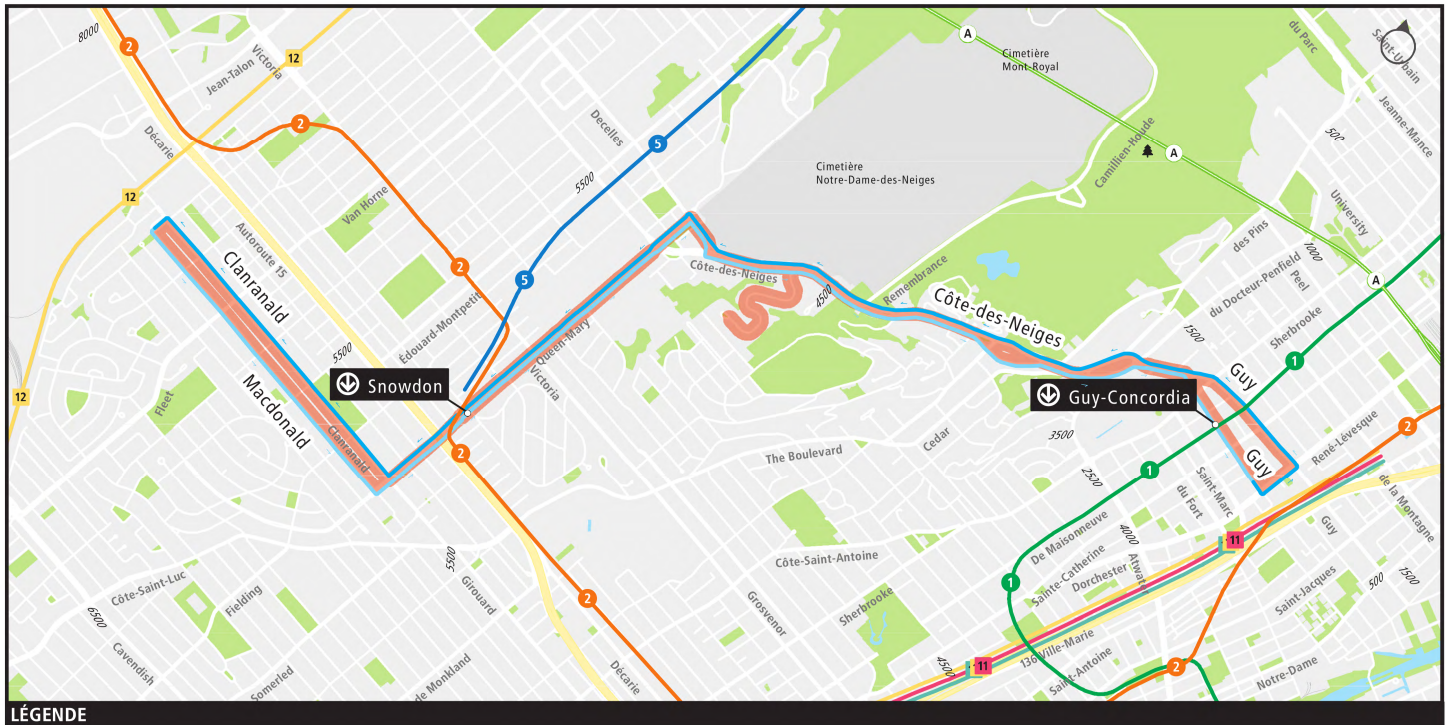 8000
2
Victoria
12
Jean-Talon
Décarie
2
Decelles
5
5500
12
Van Horne
Autoroute 15
Clanranald
2
5
Édouard-Montpetit
5500
Snowdon
Queen-Mary
Victoria
Macdonald
Clanranald
Fleet
12
2
Côte-Saint-Luc
6500
Fielding
Cavendish
Somerled
de Monkland
5500
Girouard
2
Décarie
A
Cimetière
Mont-Royal
du Parc
Saint-Urbain
Jeanne-Mance
500
Camillien-Houde
A
Cimetière
Notre-Dame-des-Neiges
University
des Pins
1000
du Docteur-Penfield
Peel
Sherbrooke
A
1500
Côte-des-Neiges
4500
Remembrance
Côte-des-Neiges
1
Guy
Guy-Concordia
Guy
3500
Cedar
The Boulevard
2500
1
Saint-Marc
du Fort
René-Lévesque
2
de la Montagne
Guy
11
De Maisonneuve
4000
Sainte-Catherine
Dorchester
Atwater
Côte-Saint-Antoine
Grosvenor
Sherbrooke
1
Saint-Jacques
500
1500
136 Ville-Marie
4500
11
Saint-Antoine
2
Notre-Dame
LÉGENDE